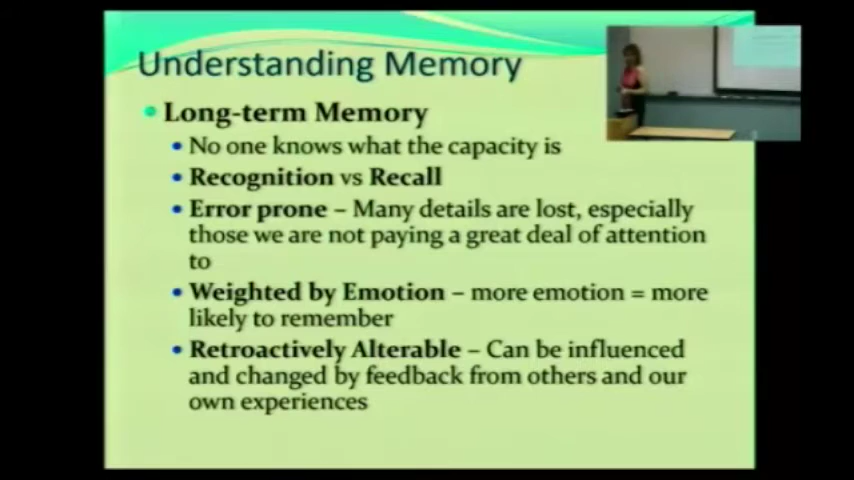 Understanding Memory
Long-term Memory
No one knows what the capacity is
Recognition vs Recall
Error prone – Many details are lost, especially
those we are not paying a great deal of attention
to
Weighted by Emotion – more emotion = more
likely to remember
Retroactively Alterable – Can be influenced
and changed by feedback from others and our
own experiences